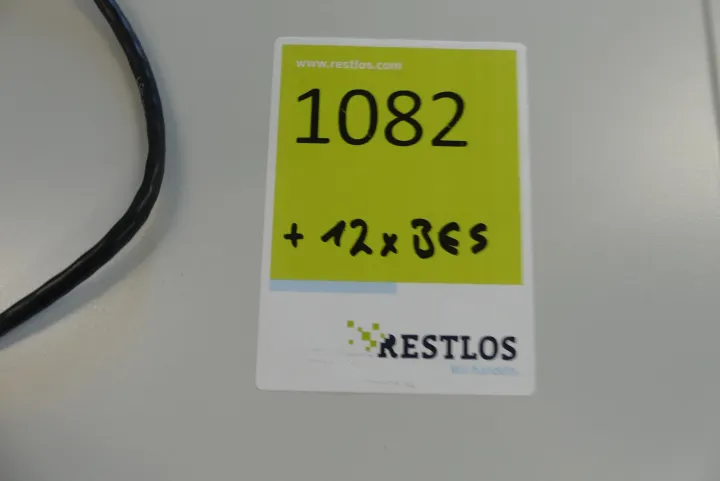 www.restlos.com
1082
+ 12 x BES
RESTLOS